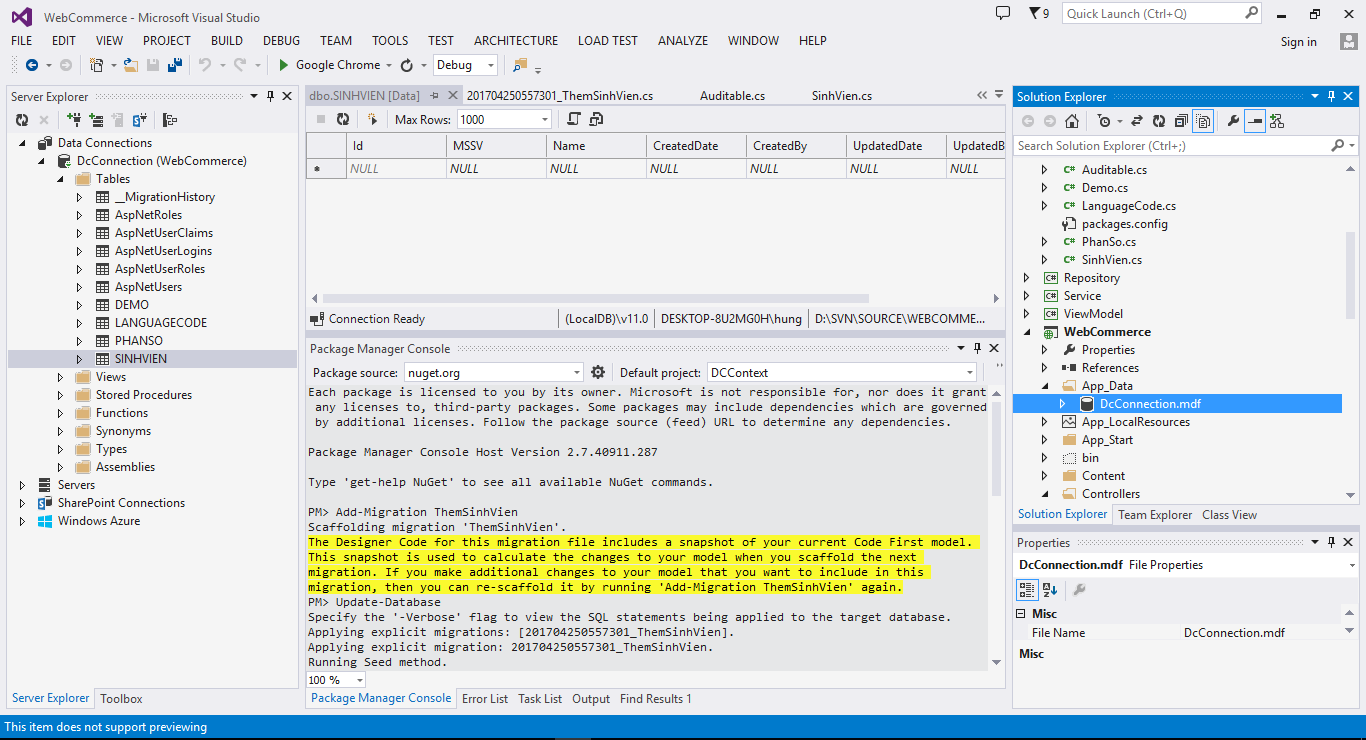 WebCommerce - Microsoft Visual Studio
9
Quick Launch (Ctrl+Q)
FILE EDIT VIEW PROJECT BUILD DEBUG TEAM TOOLS TEST ARCHITECTURE LOAD TEST ANALYZE WINDOW HELP
Sign in
Google Chrome Debug
Server Explorer
Data Connections
DcConnection (WebCommerce)
Tables
__MigrationHistory
AspNetRoles
AspNetUserClaims
AspNetUserLogins
AspNetUserRoles
AspNetUsers
DEMO
LANGUAGECODE
PHANSO
SINHVIEN
Views
Stored Procedures
Functions
Synonyms
Types
Assemblies
Servers
SharePoint Connections
Windows Azure
Server Explorer Toolbox
dbo.SINHVIEN [Data] 201704250557301_ThemSinhVien.cs Auditable.cs SinhVien.cs
Max Rows: 1000
Id MSSV Name CreatedDate CreatedBy UpdatedDate UpdatedB
NULL NULL NULL NULL NULL NULL NULL
Connection Ready (LocalDB)\v11.0 DESKTOP-8U2MG0H\hung D:\SVN\SOURCE\WEBCOMME...
Package Manager Console
Package source: nuget.org Default project: DCContext
Each package is licensed to you by its owner. Microsoft is not responsible for, nor does it grant
any licenses to, third-party packages. Some packages may include dependencies which are governed
by additional licenses. Follow the package source (feed) URL to determine any dependencies.
Package Manager Console Host Version 2.7.40911.287
Type 'get-help NuGet' to see all available NuGet commands.
PM> Add-Migration ThemSinhVien
Scaffolding migration 'ThemSinhVien'.
The Designer Code for this migration file includes a snapshot of your current Code First model.
This snapshot is used to calculate the changes to your model when you scaffold the next
migration. If you make additional changes to your model that you want to include in this
migration, then you can re-scaffold it by running 'Add-Migration ThemSinhVien' again.
PM> Update-Database
Specify the '-Verbose' flag to view the SQL statements being applied to the target database.
Applying explicit migrations: [201704250557301_ThemSinhVien].
Applying explicit migration: 201704250557301_ThemSinhVien.
Running Seed method.
100 %
Package Manager Console Error List Task List Output Find Results 1
Solution Explorer
Search Solution Explorer (Ctrl+;)
C# Auditable.cs
C# Demo.cs
C# LanguageCode.cs
packages.config
C# PhanSo.cs
C# SinhVien.cs
C# Repository
C# Service
C# ViewModel
WebCommerce
Properties
References
App_Data
DcConnection.mdf
App_LocalResources
App_Start
bin
Content
Controllers
Solution Explorer Team Explorer Class View
Properties
DcConnection.mdf File Properties
Misc
File Name DcConnection.mdf
Misc
This item does not support previewing